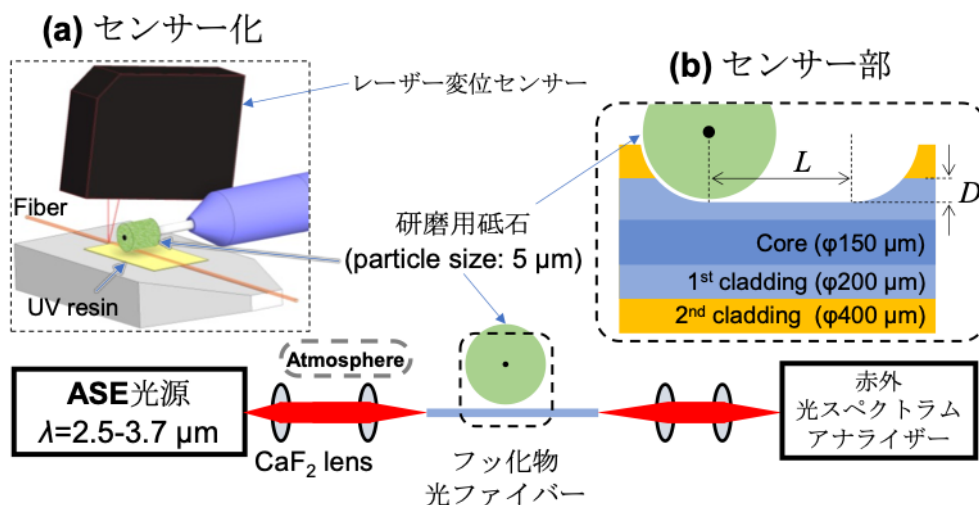 (a) センサー化
レーザー変位センサー
Fiber
UV resin
研磨用砥石
(particle size: 5 μm)
(b) センサー部
L
D
Core (φ150 μm)
1st cladding (φ200 μm)
2nd cladding (φ400 μm)
Atmosphere
ASE光源
λ=2.5-3.7 μm
CaF2 lens
フッ化物
光ファイバー
赤外
光スペクトラム
アナライザー